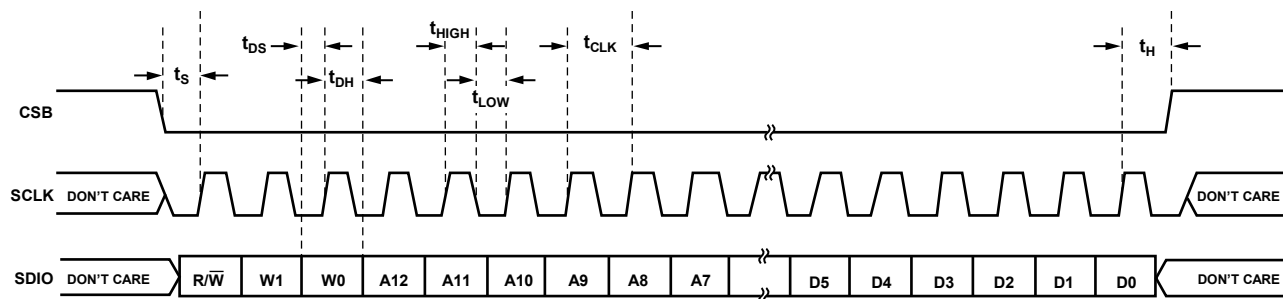 tHIGH
tDS tCLK tH
tS tDH
tLOW
CSB
SCLK DON'T CARE DON'T CARE
SDIO DON'T CARE R/W̅ W1 W0 A12 A11 A10 A9 A8 A7 D5 D4 D3 D2 D1 D0 DON'T CARE